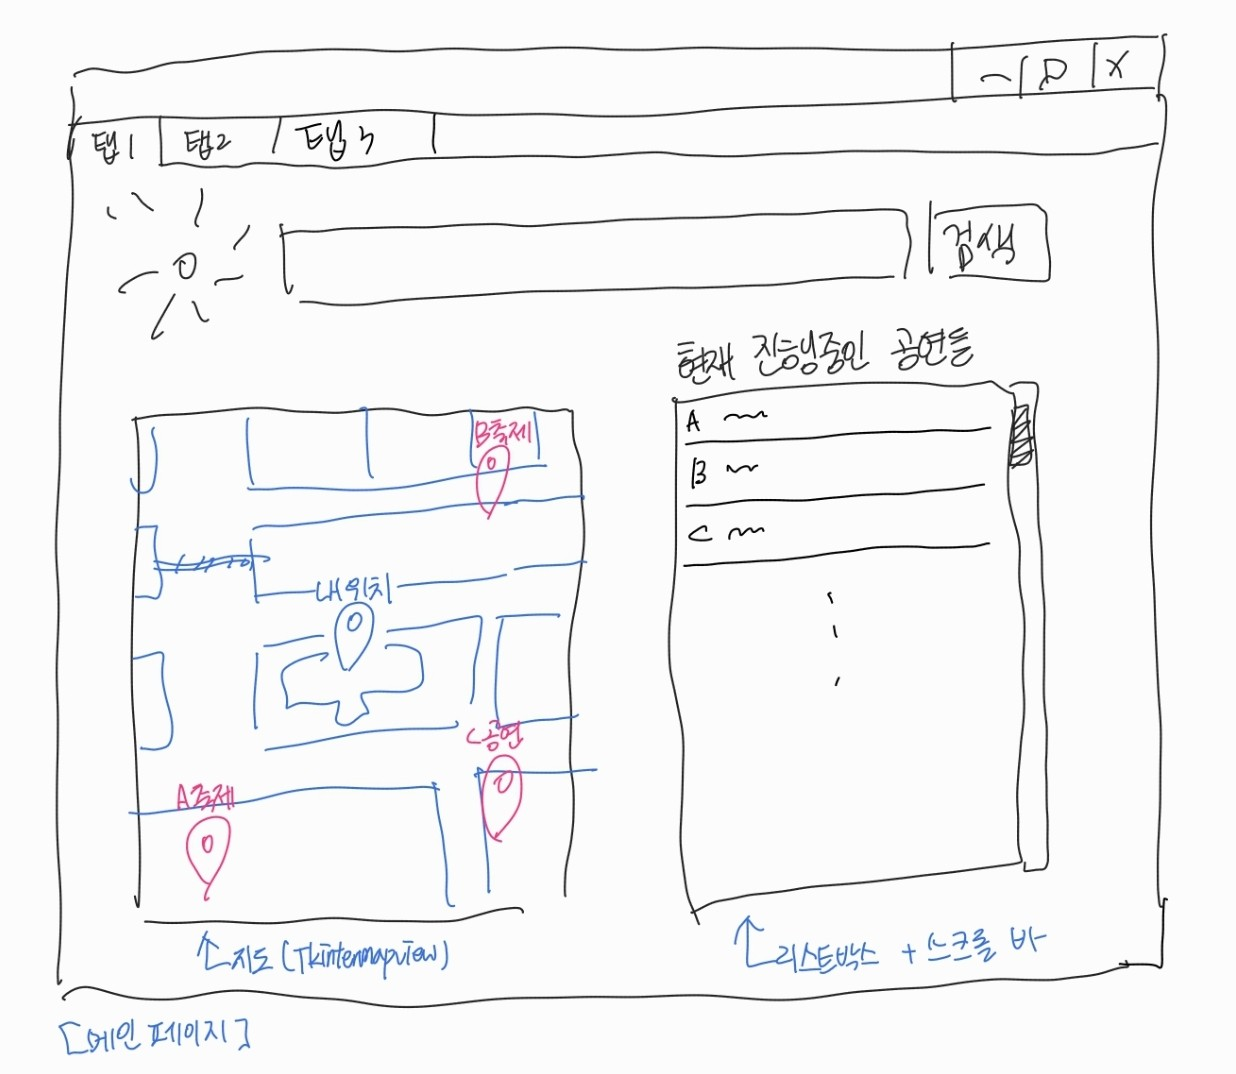 탭1 탭2 탭3
검색
현재 진행중인 공연들
A
B
C
B축제
내위치
C공연
A축제
지도 (Tkintermapview)
리스트박스 + 스크롤 바
[메인 페이지]